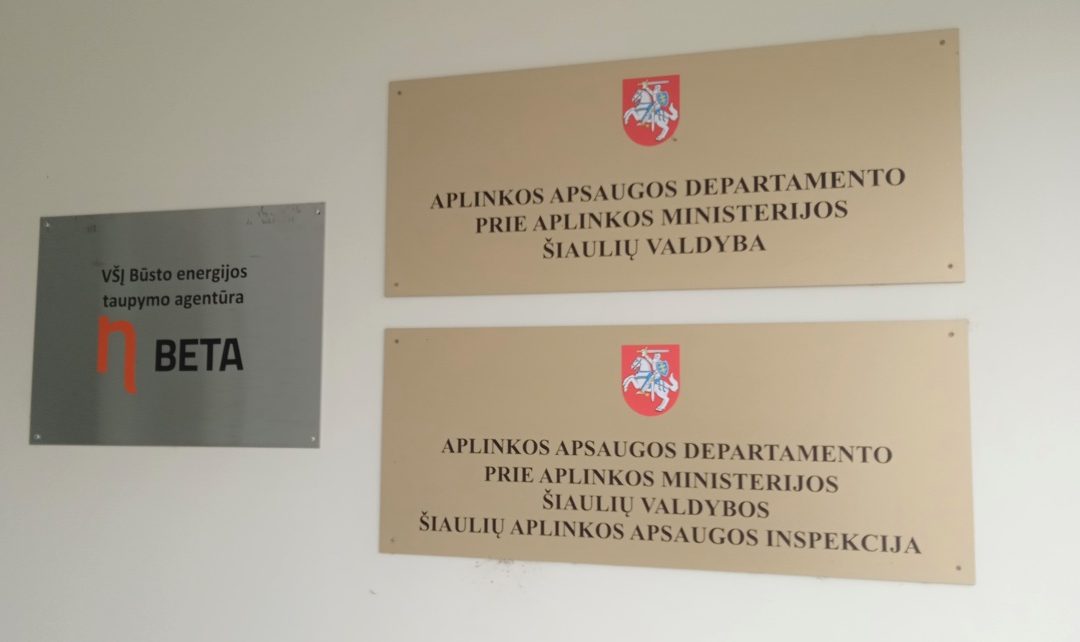 VŠĮ Būsto energijos
taupymo agentūra
η BETA
APLINKOS APSAUGOS DEPARTAMENTO
PRIE APLINKOS MINISTERIJOS
ŠIAULIŲ VALDYBA
APLINKOS APSAUGOS DEPARTAMENTO
PRIE APLINKOS MINISTERIJOS
ŠIAULIŲ VALDYBOS
ŠIAULIŲ APLINKOS APSAUGOS INSPEKCIJA